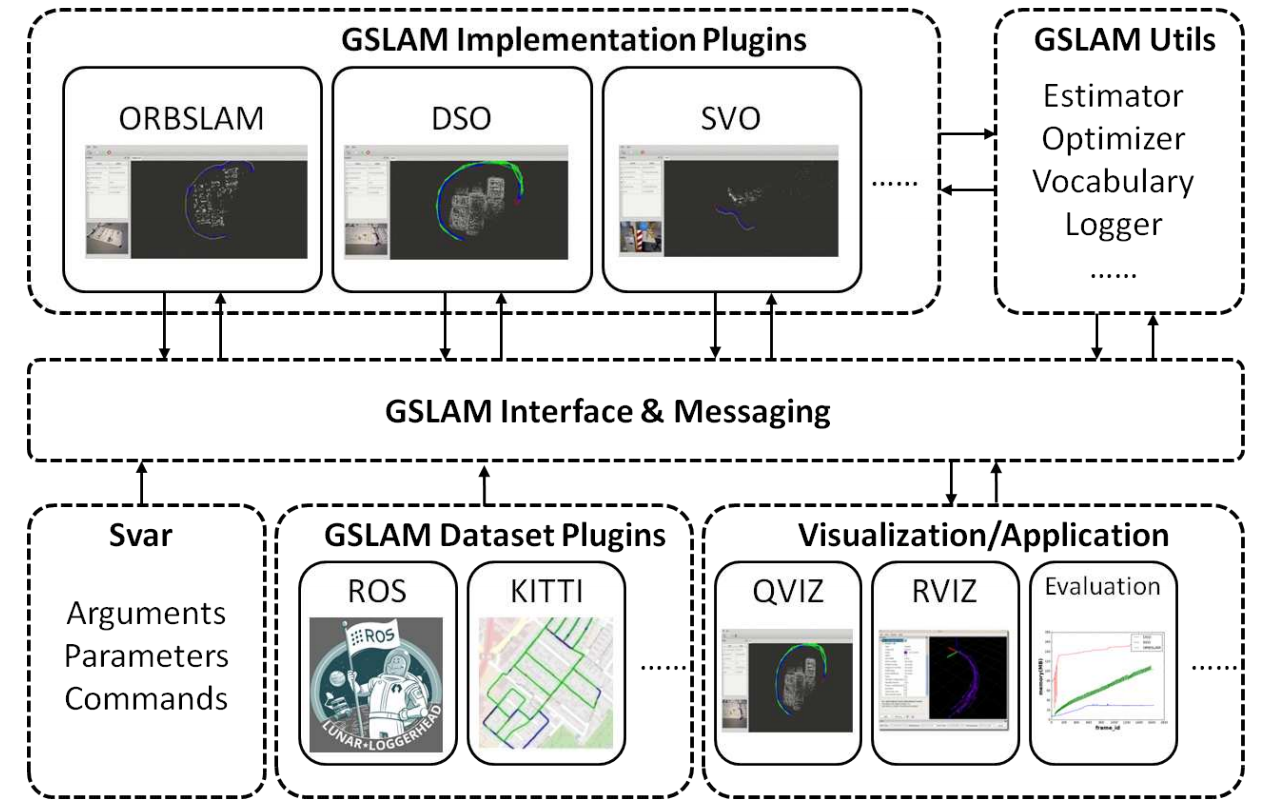 GSLAM Implementation Plugins
ORBSLAM
DSO
SVO
......
GSLAM Utils
Estimator
Optimizer
Vocabulary
Logger
......
GSLAM Interface & Messaging
Svar
Arguments
Parameters
Commands
GSLAM Dataset Plugins
ROS
ROS
LUNAR LOGGERHEAD
KITTI
......
Visualization/Application
QVIZ
RVIZ
Evaluation
memory(MB)
frame_id
......